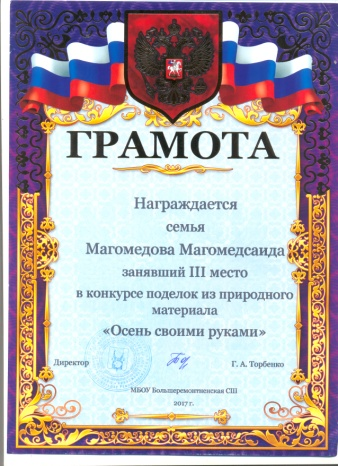 ГРАМОТА
Награждается
семья
Магомедова Магомедсаида
занявший III место
в конкурсе поделок из природного
материала
«Осень своими руками»
Директор Г. А. Торбенко
МБОУ Большеремонтненская СШ
2017 г.